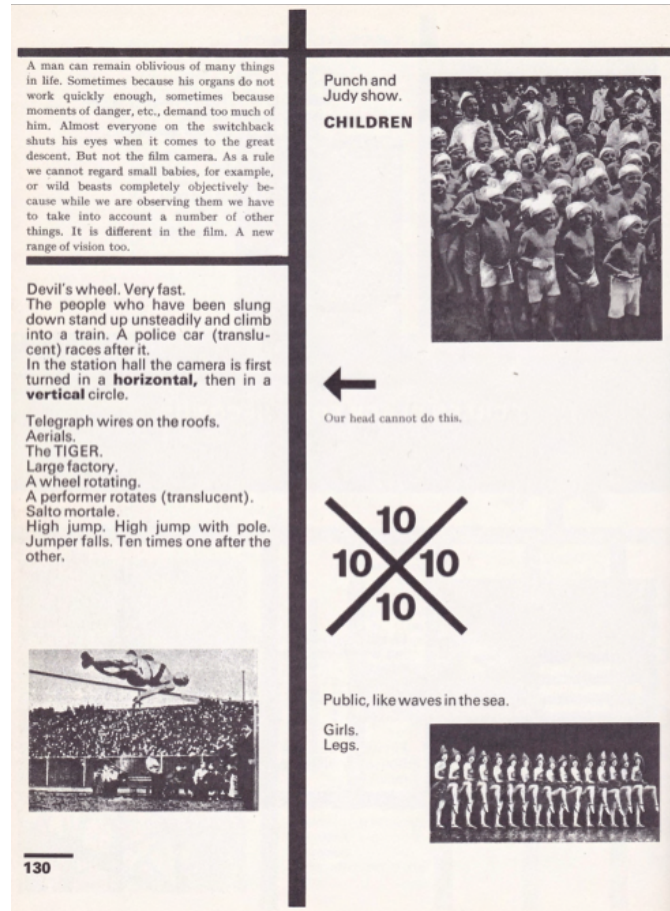 A man can remain oblivious of many things
in life. Sometimes because his organs do not
work quickly enough, sometimes because
moments of danger, etc., demand too much of
him. Almost everyone on the switchback
shuts his eyes when it comes to the great
descent. But not the film camera. As a rule
we cannot regard small babies, for example,
or wild beasts completely objectively be-
cause while we are observing them we have
to take into account a number of other
things. It is different in the film. A new
range of vision too.
Devil's wheel. Very fast.
The people who have been slung
down stand up unsteadily and climb
into a train. A police car (translu-
cent) races after it.
In the station hall the camera is first
turned in a horizontal, then in a
vertical circle.
Telegraph wires on the roofs.
Aerials.
The TIGER.
Large factory.
A wheel rotating.
A performer rotates (translucent).
Salto mortale.
High jump. High jump with pole.
Jumper falls. Ten times one after the
other.
130
Punch and
Judy show.
CHILDREN
Our head cannot do this.
10
10 10
10
Public, like waves in the sea.
Girls.
Legs.